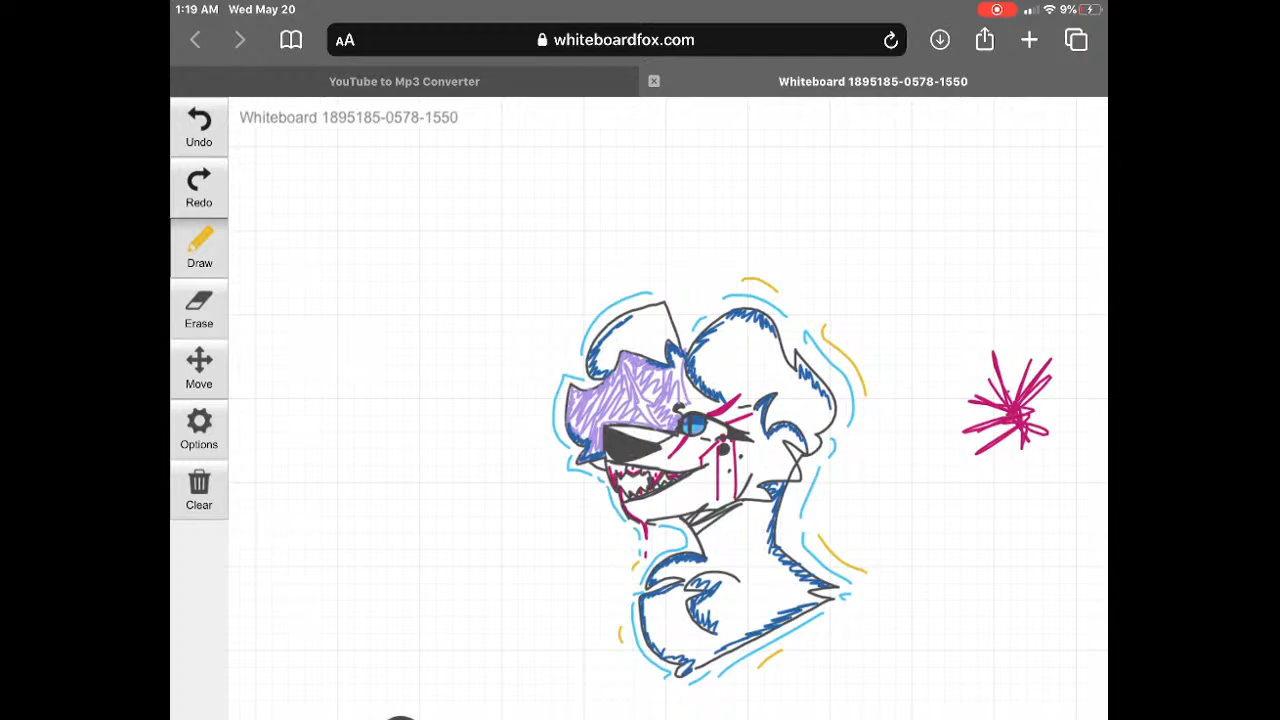 1:19 AM Wed May 20
9%
AA
whiteboardfox.com
YouTube to Mp3 Converter
Whiteboard 1895185-0578-1550
Whiteboard 1895185-0578-1550
Undo
Redo
Draw
Erase
Move
Options
Clear